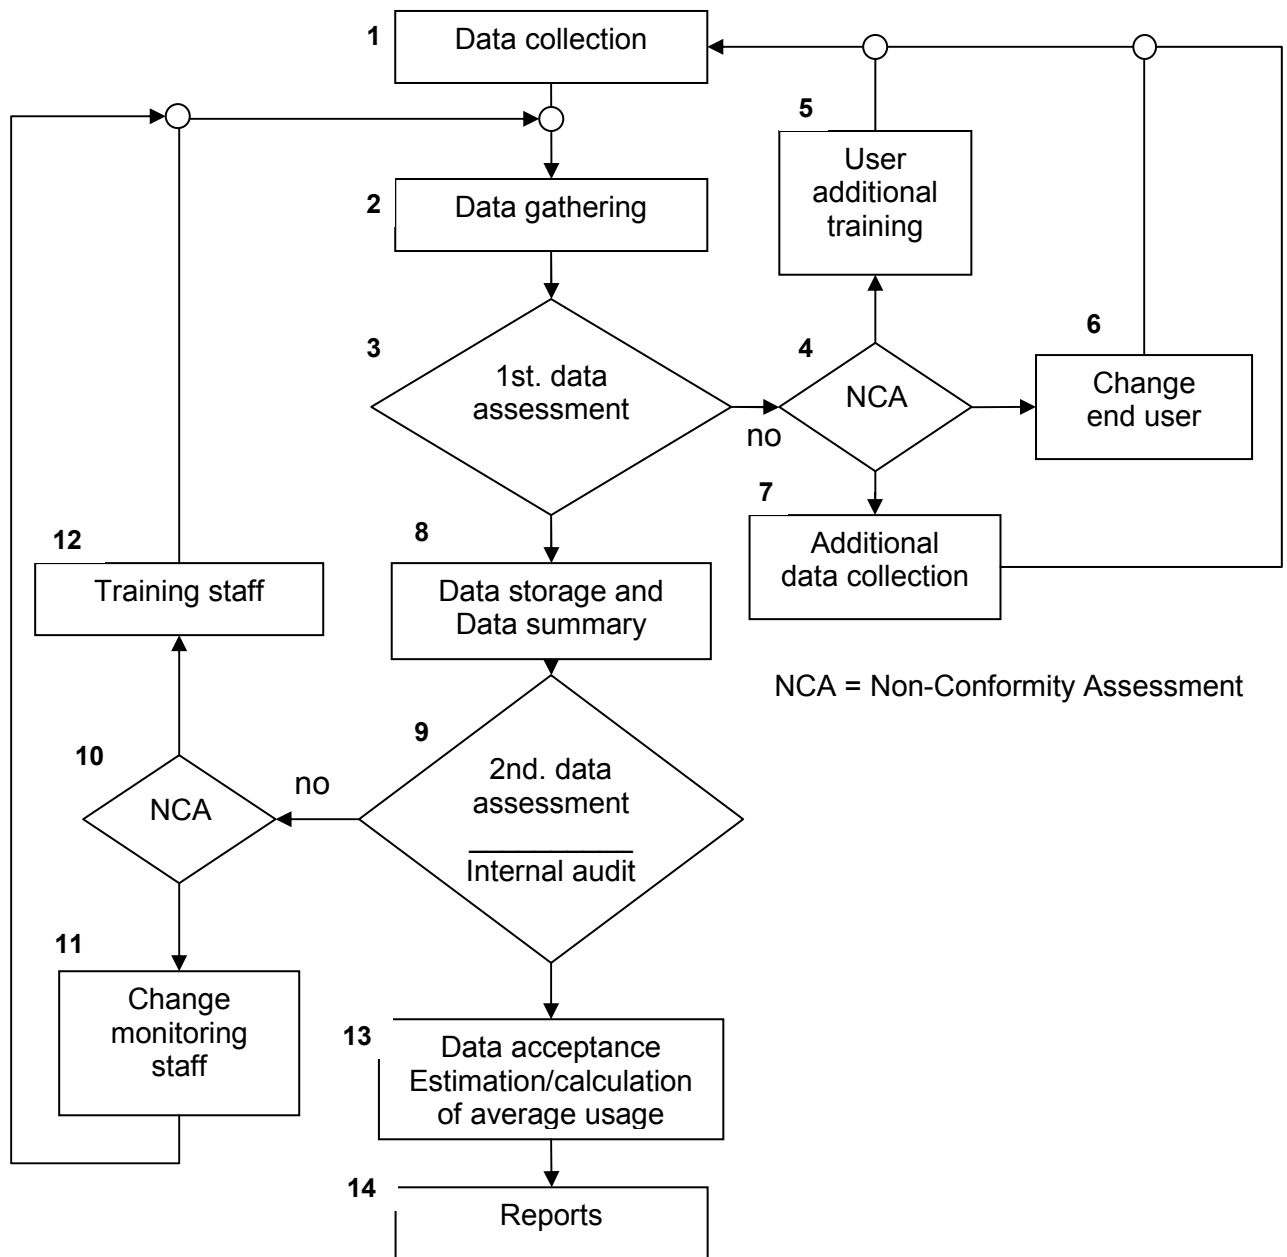 1
Data collection
2
Data gathering
3
1st. data
assessment
no
4
NCA
5
User
additional
training
6
Change
end user
7
Additional
data collection
NCA = Non-Conformity Assessment
8
Data storage and
Data summary
9
2nd. data
assessment
Internal audit
no
10
NCA
11
Change
monitoring
staff
12
Training staff
13
Data acceptance
Estimation/calculation
of average usage
14
Reports